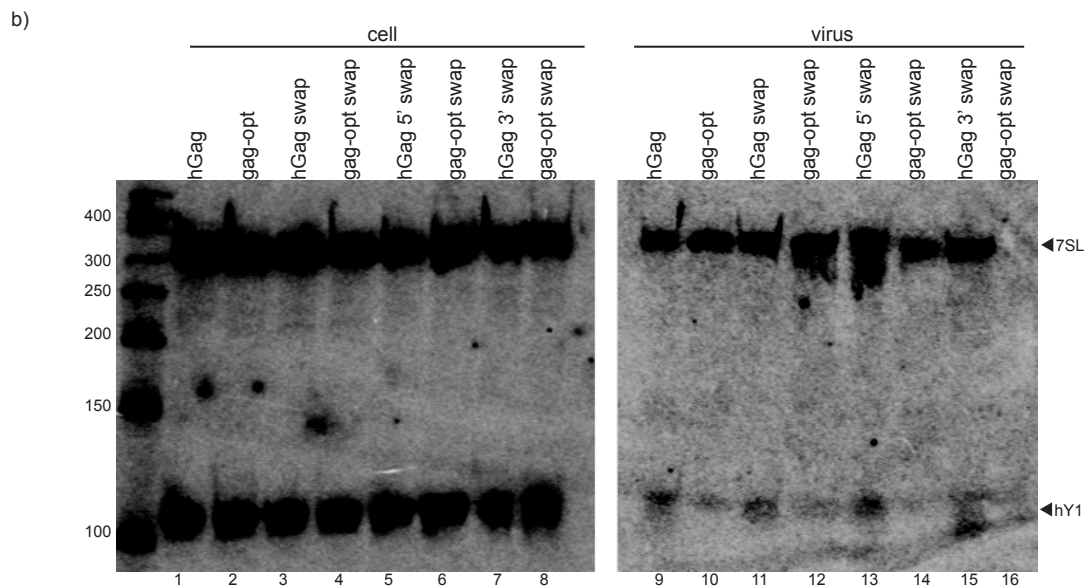 b)
cell
virus
hGag
gag-opt
hGag swap
gag-opt swap
hGag 5’ swap
gag-opt swap
hGag 3’ swap
gag-opt swap
hGag
gag-opt
hGag swap
gag-opt swap
hGag 5’ swap
gag-opt swap
hGag 3’ swap
gag-opt swap
400
300
250
200
150
100
◄7SL
◄hY1
1 2 3 4 5 6 7 8 9 10 11 12 13 14 15 16